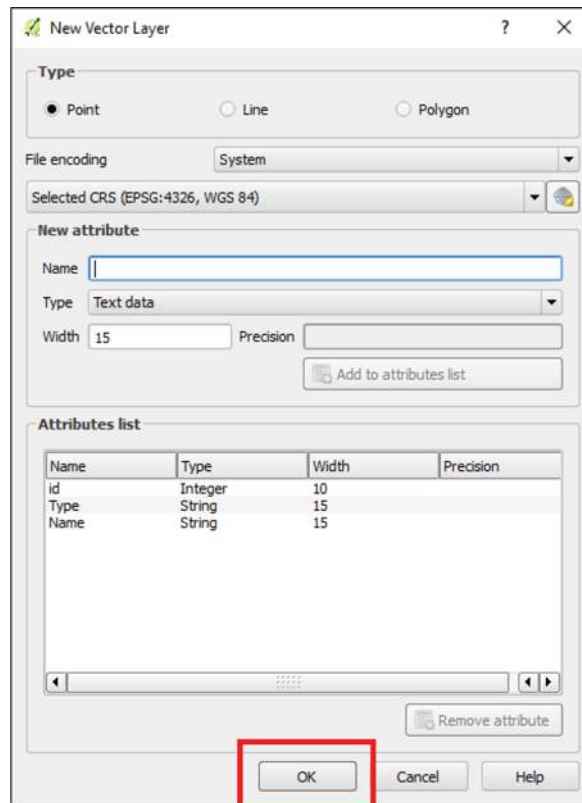 New Vector Layer ?
Type
Point Line Polygon
File encoding System
Selected CRS (EPSG:4326, WGS 84)
New attribute
Name
Type Text data
Width 15 Precision
Add to attributes list
Attributes list
Name Type Width Precision
id Integer 10
Type String 15
Name String 15
Remove attribute
OK Cancel Help